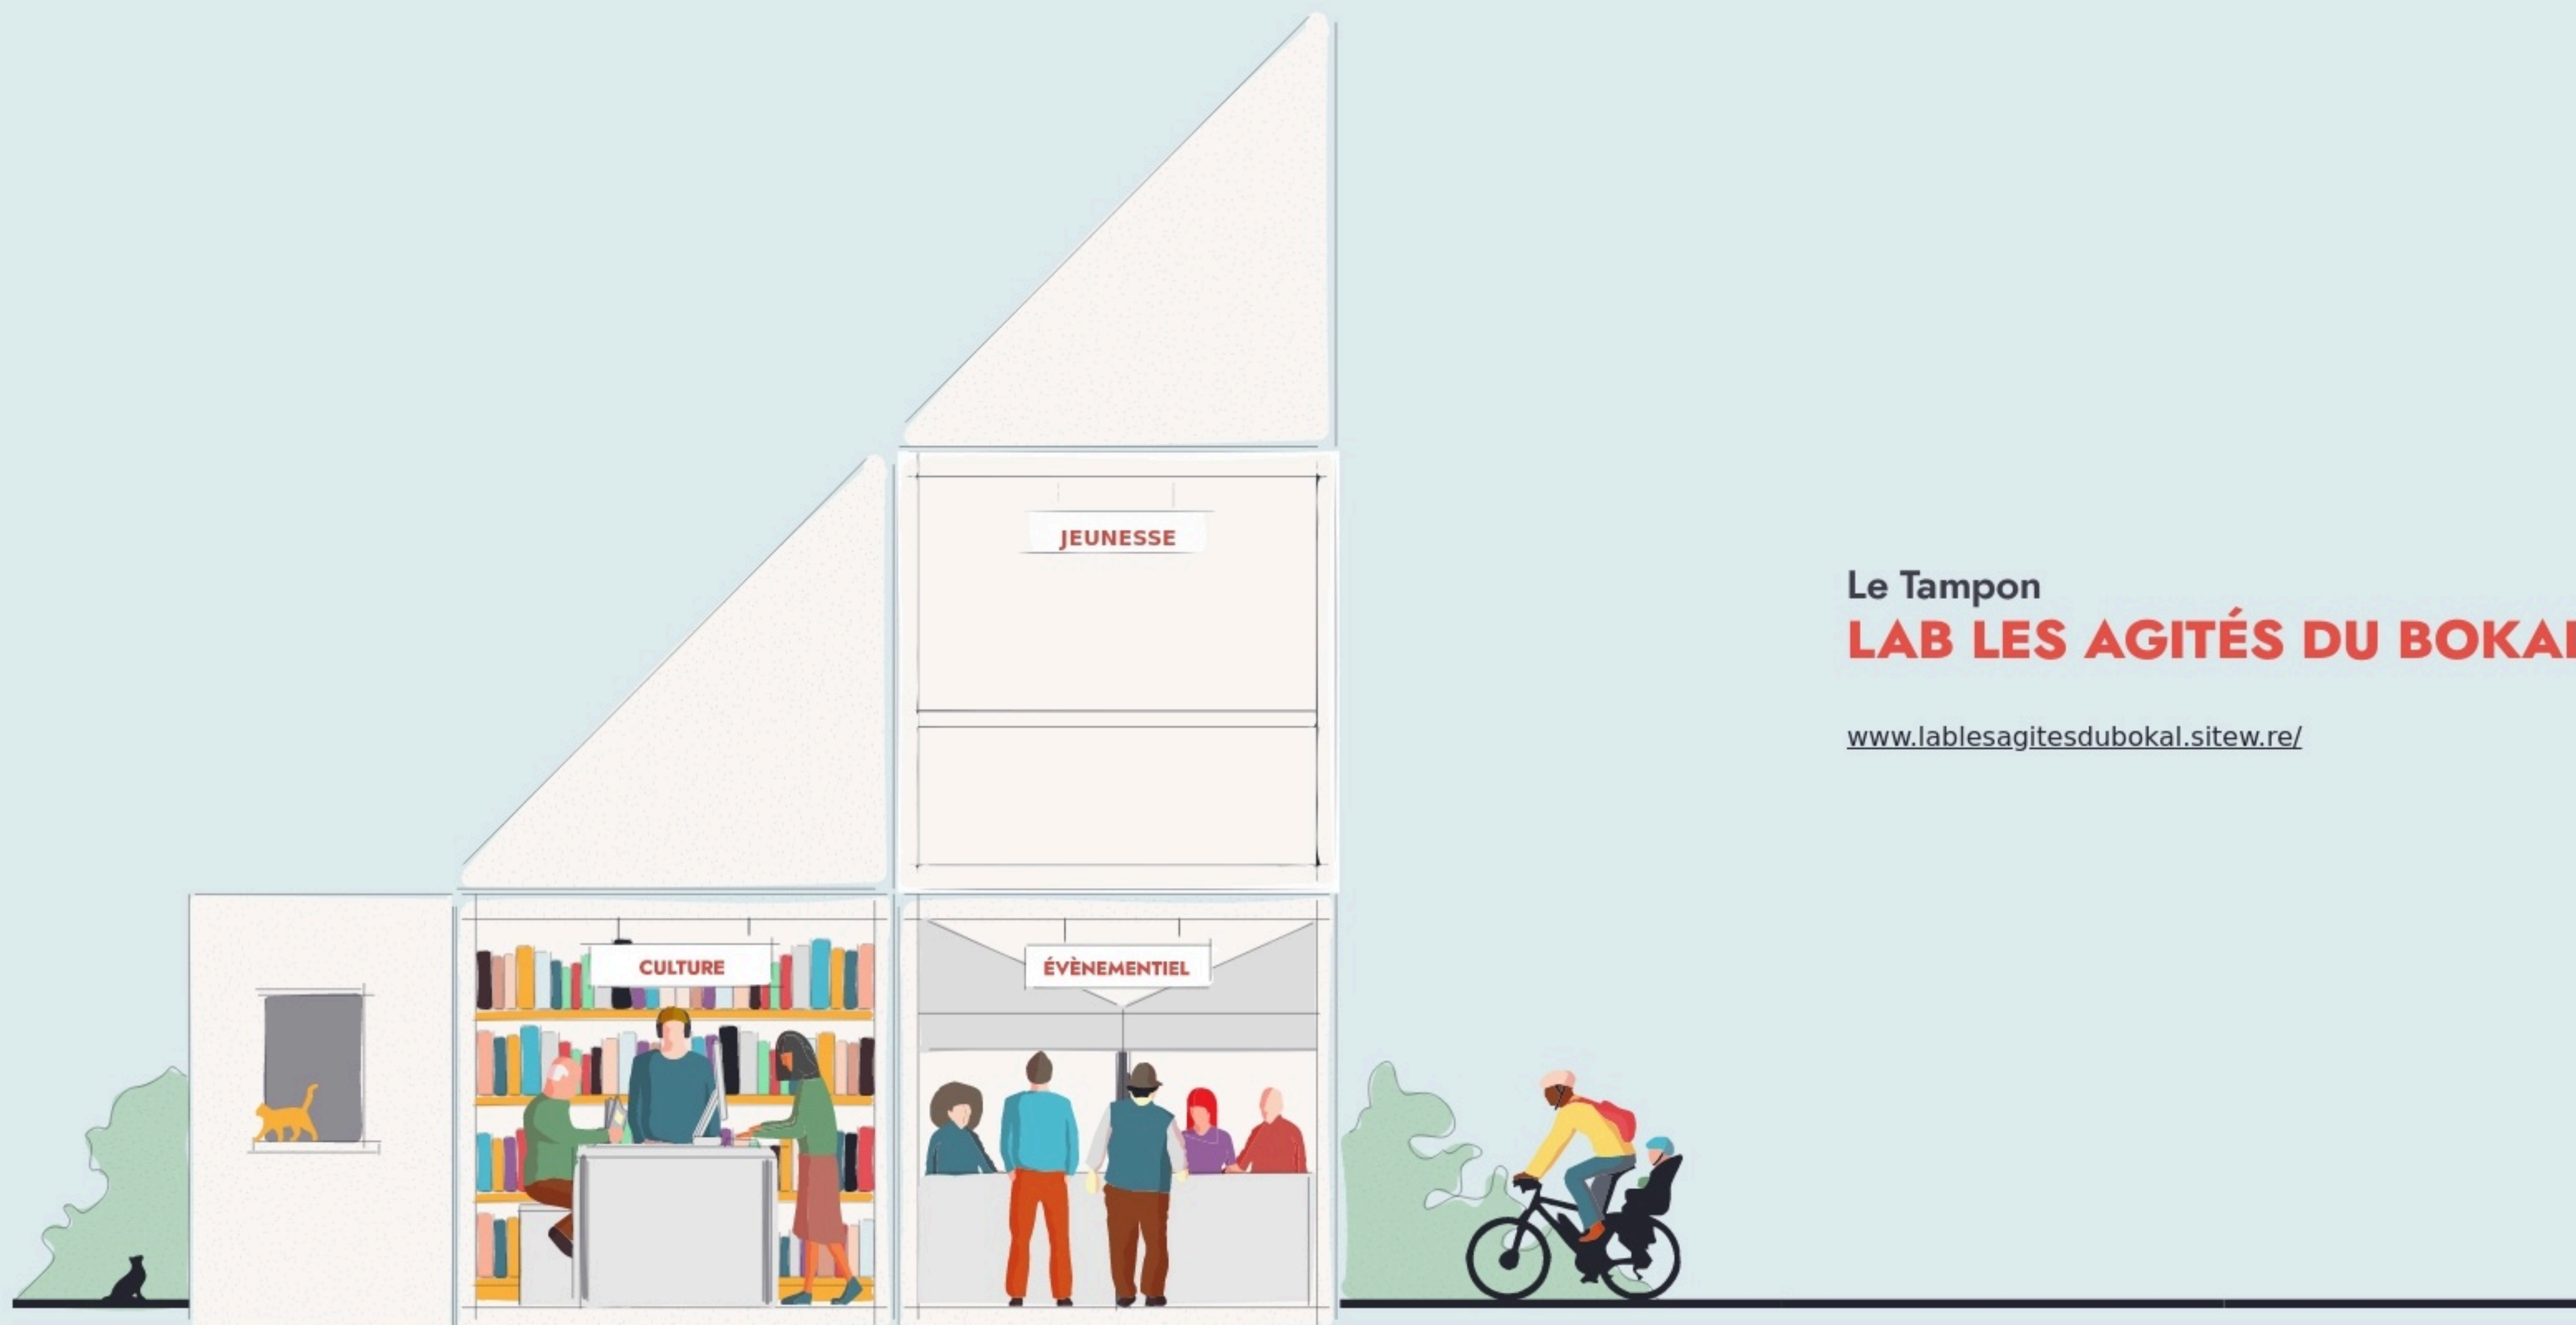 JEUNESSE
Le Tampon
LAB LES AGITÉS DU BOKAL
www.lablesagitesdubokal.sitew.re/
CULTURE
ÉVÈNEMENTIEL